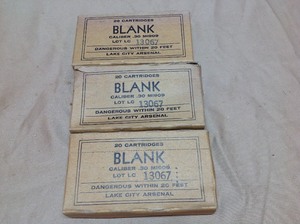 20 CARTRIDGES
BLANK
CALIBER .30 M1909
LOT LC 13067
DANGEROUS WITHIN 20 FEET
LAKE CITY ARSENAL
20 CARTRIDGES
BLANK
CALIBER .30 M1909
LOT LC 13067
DANGEROUS WITHIN 20 FEET
LAKE CITY ARSENAL
20 CARTRIDGES
BLANK
CALIBER .30 M1909
LOT LC 13067
DANGEROUS WITHIN 20 FEET
LAKE CITY ARSENAL